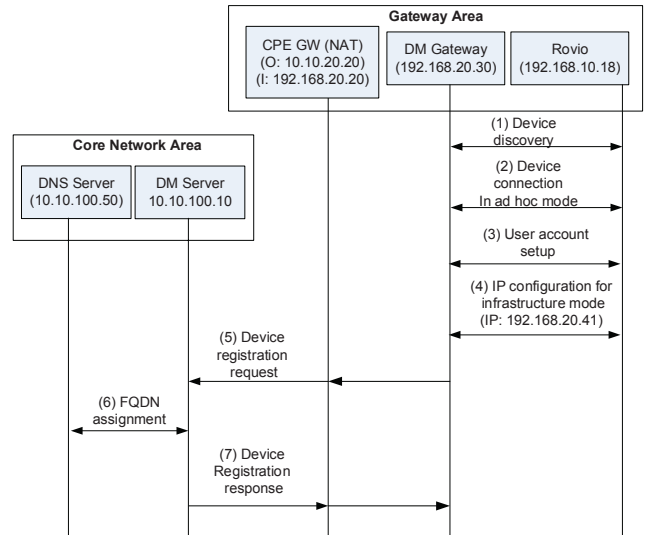 Gateway Area
CPE GW (NAT)
(O: 10.10.20.20)
(I: 192.168.20.20)
DM Gateway
(192.168.20.30)
Rovio
(192.168.10.18)
Core Network Area
DNS Server
(10.10.100.50)
DM Server
10.10.100.10
(1) Device
discovery
(2) Device
connection
In ad hoc mode
(3) User account
setup
(4) IP configuration for
infrastructure mode
(IP: 192.168.20.41)
(5) Device
registration
request
(6) FQDN
assignment
(7) Device
Registration
response